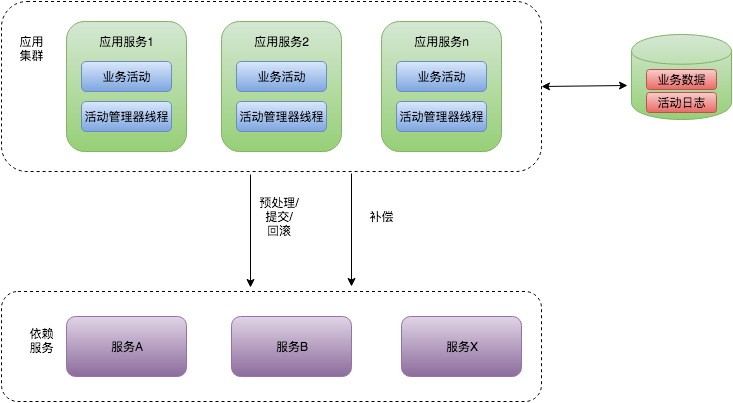 应用
集群
应用服务1
业务活动
活动管理器线程
应用服务2
业务活动
活动管理器线程
应用服务n
业务活动
活动管理器线程
业务数据
活动日志
预处理/
提交/
回滚
补偿
依赖
服务
服务A
服务B
服务X